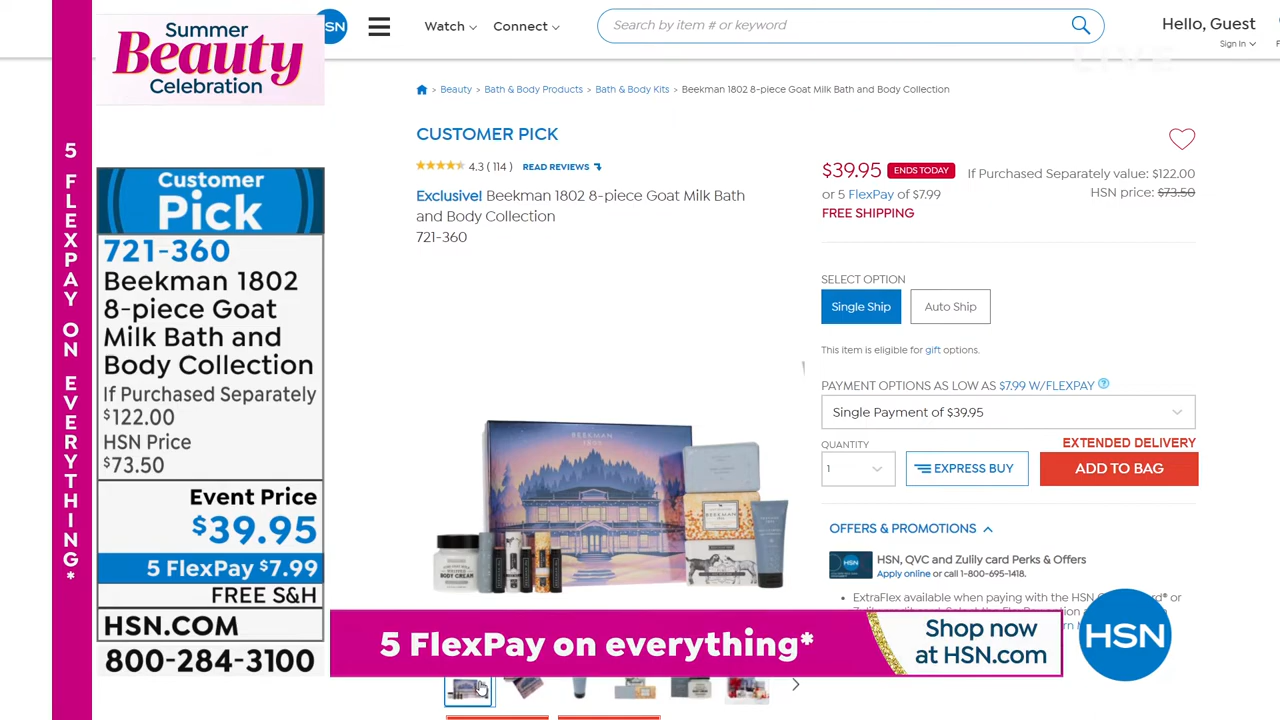 Summer
Beauty
Celebration
5 FLEXPAY ON EVERYTHING*
Customer
Pick
721-360
Beekman 1802
8-piece Goat
Milk Bath and
Body Collection
If Purchased Separately
$122.00
HSN Price
$73.50
Event Price
$39.95
5 FlexPay $7.99
FREE S&H
HSN.COM
800-284-3100
SN
Watch
Connect
Search by item # or keyword
Hello, Guest
Sign In
LIVE
> Beauty > Bath & Body Products > Bath & Body Kits > Beekman 1802 8-piece Goat Milk Bath and Body Collection
CUSTOMER PICK
4.3 ( 114 ) READ REVIEWS
Exclusive! Beekman 1802 8-piece Goat Milk Bath
and Body Collection
721-360
$39.95 ENDS TODAY
or 5 FlexPay of $7.99
FREE SHIPPING
If Purchased Separately value: $122.00
HSN price: $73.50
SELECT OPTION
Single Ship
Auto Ship
This item is eligible for gift options.
PAYMENT OPTIONS AS LOW AS $7.99 W/FLEXPAY ?
Single Payment of $39.95
QUANTITY
1
EXPRESS BUY
EXTENDED DELIVERY
ADD TO BAG
OFFERS & PROMOTIONS
HSN
HSN, QVC and Zulily card Perks & Offers
Apply online or call 1-800-695-1418.
• ExtraFlex available when paying with the HSN
BEEKMAN
1802
BEEKMAN
1802
BODY CREAM
5 FlexPay on everything*
Shop now
at HSN.com
HSN